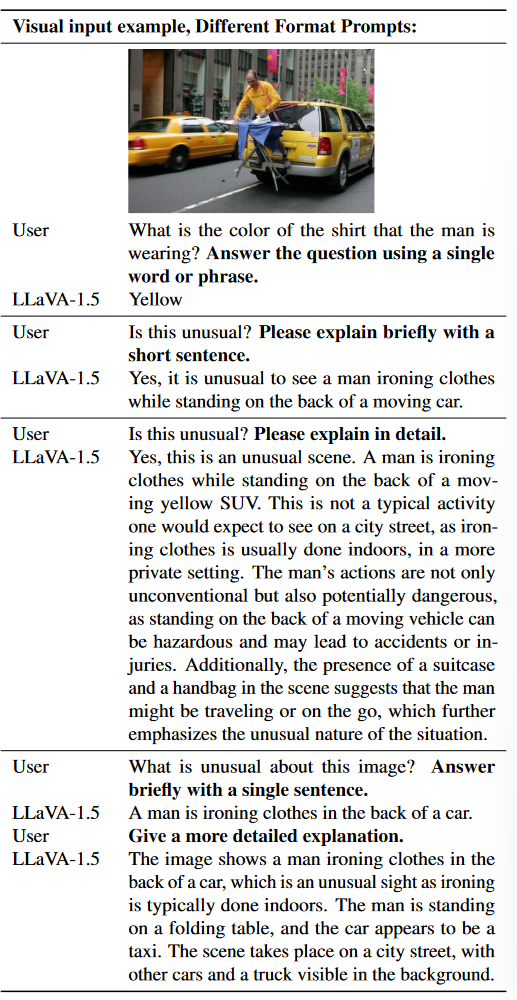 Visual input example, Different Format Prompts:
User What is the color of the shirt that the man is
wearing? Answer the question using a single
word or phrase.
LLaVA-1.5 Yellow
User Is this unusual? Please explain briefly with a
short sentence.
LLaVA-1.5 Yes, it is unusual to see a man ironing clothes
while standing on the back of a moving car.
User Is this unusual? Please explain in detail.
LLaVA-1.5 Yes, this is an unusual scene. A man is ironing
clothes while standing on the back of a mov-
ing yellow SUV. This is not a typical activity
one would expect to see on a city street, as iron-
ing clothes is usually done indoors, in a more
private setting. The man's actions are not only
unconventional but also potentially dangerous,
as standing on the back of a moving vehicle can
be hazardous and may lead to accidents or in-
juries. Additionally, the presence of a suitcase
and a handbag in the scene suggests that the man
might be traveling or on the go, which further
emphasizes the unusual nature of the situation.
User What is unusual about this image? Answer
briefly with a single sentence.
LLaVA-1.5 A man is ironing clothes in the back of a car.
User Give a more detailed explanation.
LLaVA-1.5 The image shows a man ironing clothes in the
back of a car, which is an unusual sight as ironing
is typically done indoors. The man is standing
on a folding table, and the car appears to be a
taxi. The scene takes place on a city street, with
other cars and a truck visible in the background.